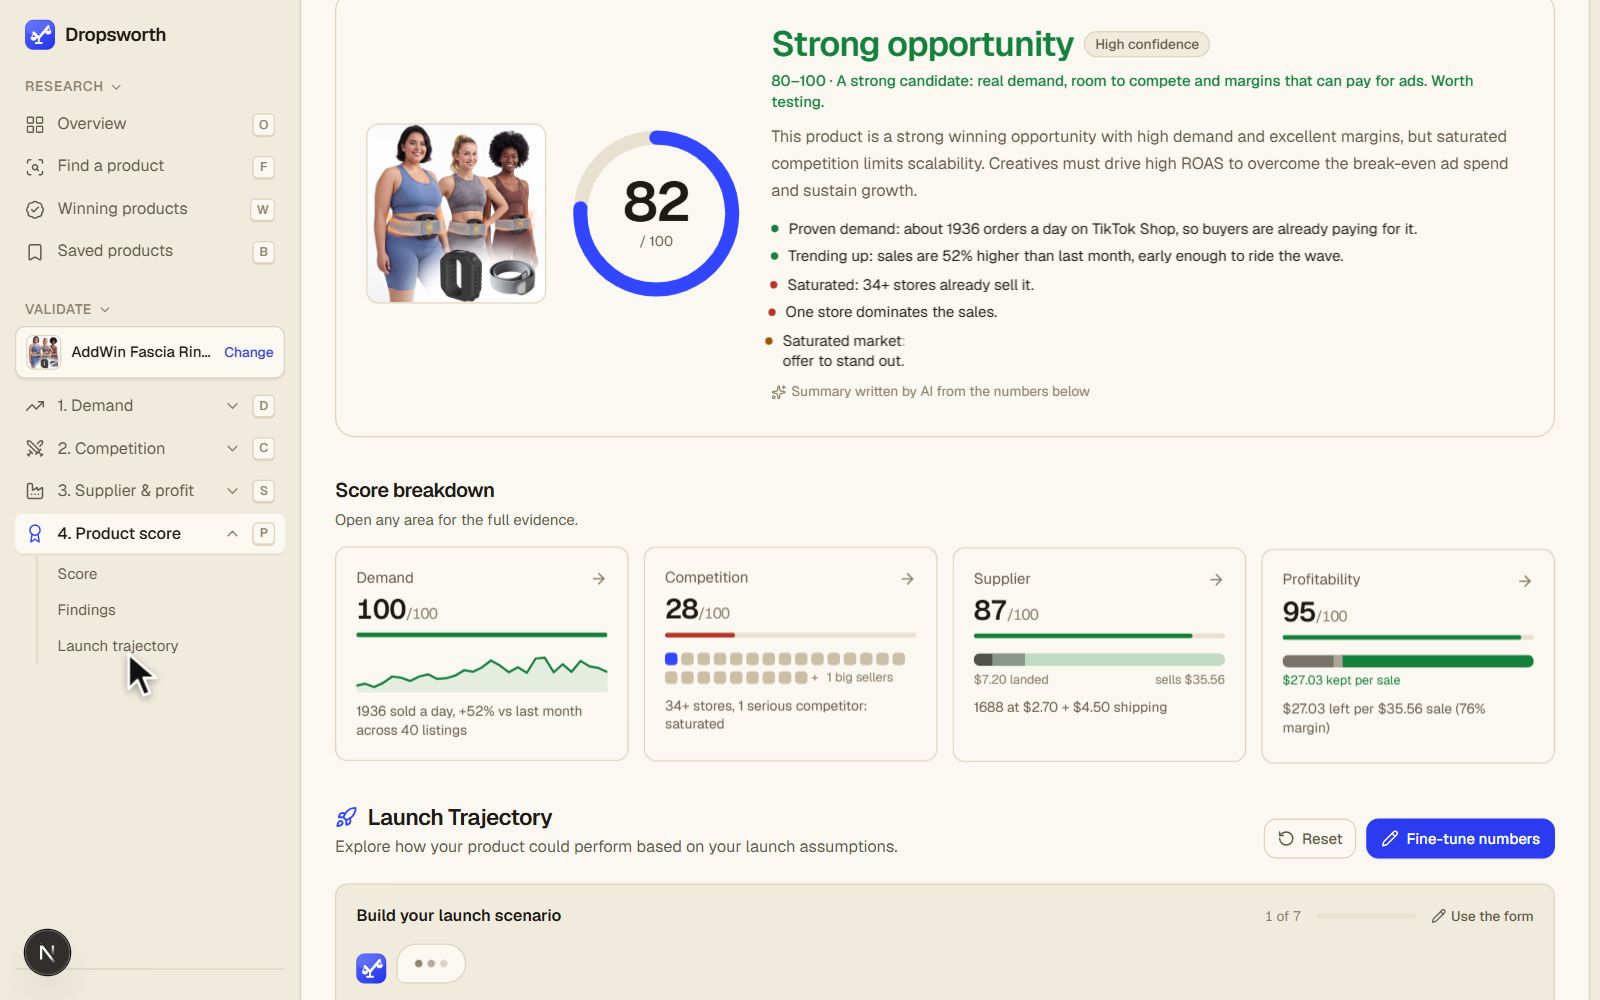 Dropsworth
RESEARCH
Overview
O
Find a product
F
Winning products
W
Saved products
B
VALIDATE
AddWin Fascia Rin...
Change
1. Demand
D
2. Competition
C
3. Supplier & profit
S
4. Product score
P
Score
Findings
Launch trajectory
N
Strong opportunity
High confidence
80–100 · A strong candidate: real demand, room to compete and margins that can pay for ads. Worth
testing.
82
/ 100
This product is a strong winning opportunity with high demand and excellent margins, but saturated
competition limits scalability. Creatives must drive high ROAS to overcome the break-even ad spend
and sustain growth.
Proven demand: about 1936 orders a day on TikTok Shop, so buyers are already paying for it.
Trending up: sales are 52% higher than last month, early enough to ride the wave.
Saturated: 34+ stores already sell it.
One store dominates the sales.
Saturated market:
offer to stand out.
Summary written by AI from the numbers below
Score breakdown
Open any area for the full evidence.
Demand
100/100
1936 sold a day, +52% vs last month
across 40 listings
Competition
28/100
+ 1 big sellers
34+ stores, 1 serious competitor:
saturated
Supplier
87/100
$7.20 landed
sells $35.56
1688 at $2.70 + $4.50 shipping
Profitability
95/100
$27.03 kept per sale
$27.03 left per $35.56 sale (76%
margin)
Launch Trajectory
Explore how your product could perform based on your launch assumptions.
Reset
Fine-tune numbers
Build your launch scenario
1 of 7
Use the form